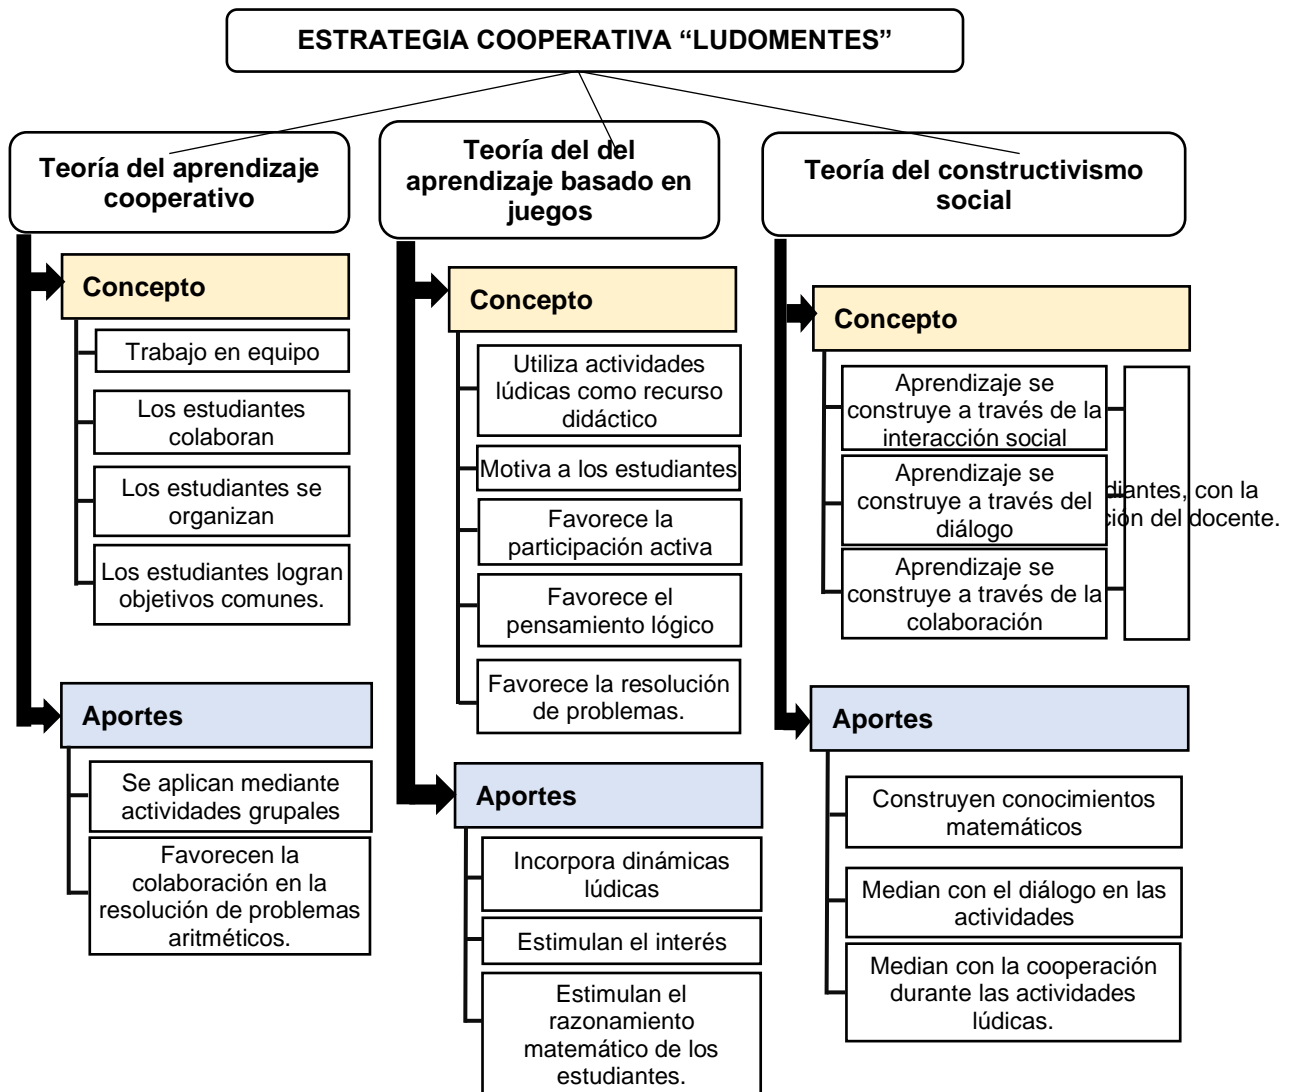 ESTRATEGIA COOPERATIVA “LUDOMENTES”
Teoría del aprendizaje
cooperativo
Concepto
Trabajo en equipo
Los estudiantes
colaboran
Los estudiantes se
organizan
Los estudiantes logran
objetivos comunes.
Aportes
Se aplican mediante
actividades grupales
Favorecen la
colaboración en la
resolución de problemas
aritméticos.
Teoría del del
aprendizaje basado en
juegos
Concepto
Utiliza actividades
lúdicas como recurso
didáctico
Motiva a los estudiantes
Favorece la
participación activa
Favorece el
pensamiento lógico
Favorece la resolución
de problemas.
Aportes
Incorpora dinámicas
lúdicas
Estimulan el interés
Estimulan el
razonamiento
matemático de los
estudiantes.
Teoría del constructivismo
social
Concepto
Aprendizaje se
construye a través de la
interacción social
Aprendizaje se
construye a través del
diálogo
Aprendizaje se
construye a través de la
colaboración
con la
del docente.
Aportes
Construyen conocimientos
matemáticos
Median con el diálogo en las
actividades
Median con la cooperación
durante las actividades
lúdicas.